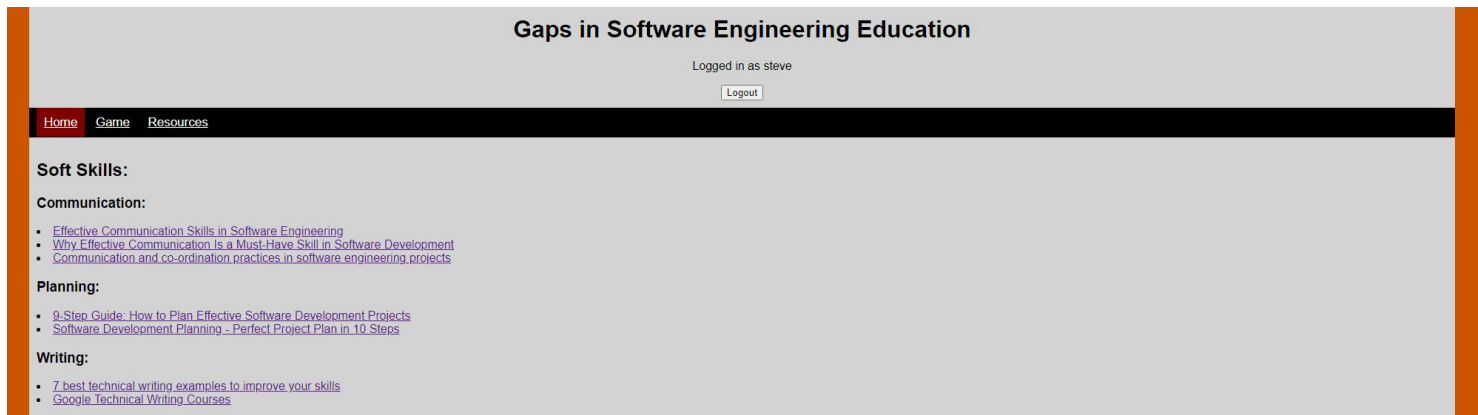 Gaps in Software Engineering Education
Logged in as steve
Logout
Home Game Resources
Soft Skills:
Communication:
• Effective Communication Skills in Software Engineering
• Why Effective Communication Is a Must-Have Skill in Software Development
• Communication and co-ordination practices in software engineering projects
Planning:
• 9-Step Guide: How to Plan Effective Software Development Projects
• Software Development Planning - Perfect Project Plan in 10 Steps
Writing:
• 7 best technical writing examples to improve your skills
• Google Technical Writing Courses